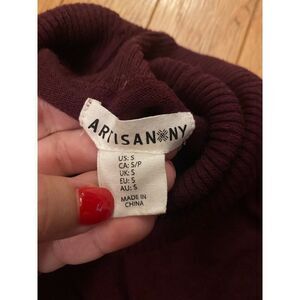 ARTISAN NY
US: S
CA: S/P
UK: S
EU: S
AU: S
MADE IN
CHINA